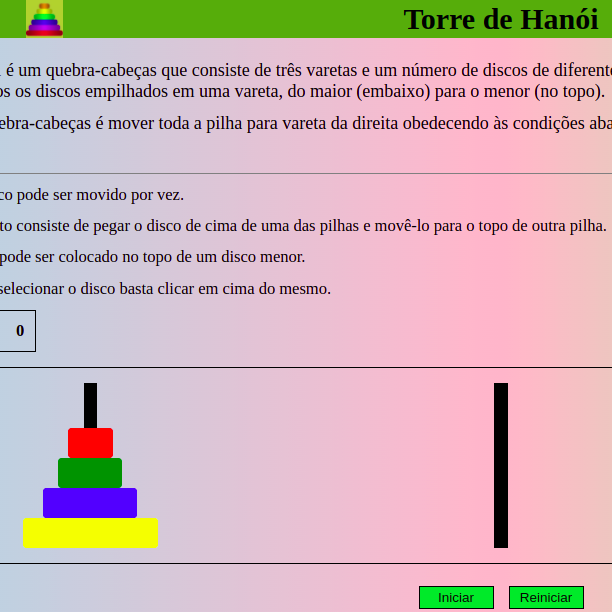 Torre de Hanói
é um quebra-cabeças que consiste de três varetas e um número de discos de diferent
os os discos empilhados em uma vareta, do maior (embaixo) para o menor (no topo).
ebra-cabeças é mover toda a pilha para vareta da direita obedecendo às condições aba
co pode ser movido por vez.
to consiste de pegar o disco de cima de uma das pilhas e movê-lo para o topo de outra pilha.
pode ser colocado no topo de um disco menor.
selecionar o disco basta clicar em cima do mesmo.
0
Iniciar Reiniciar